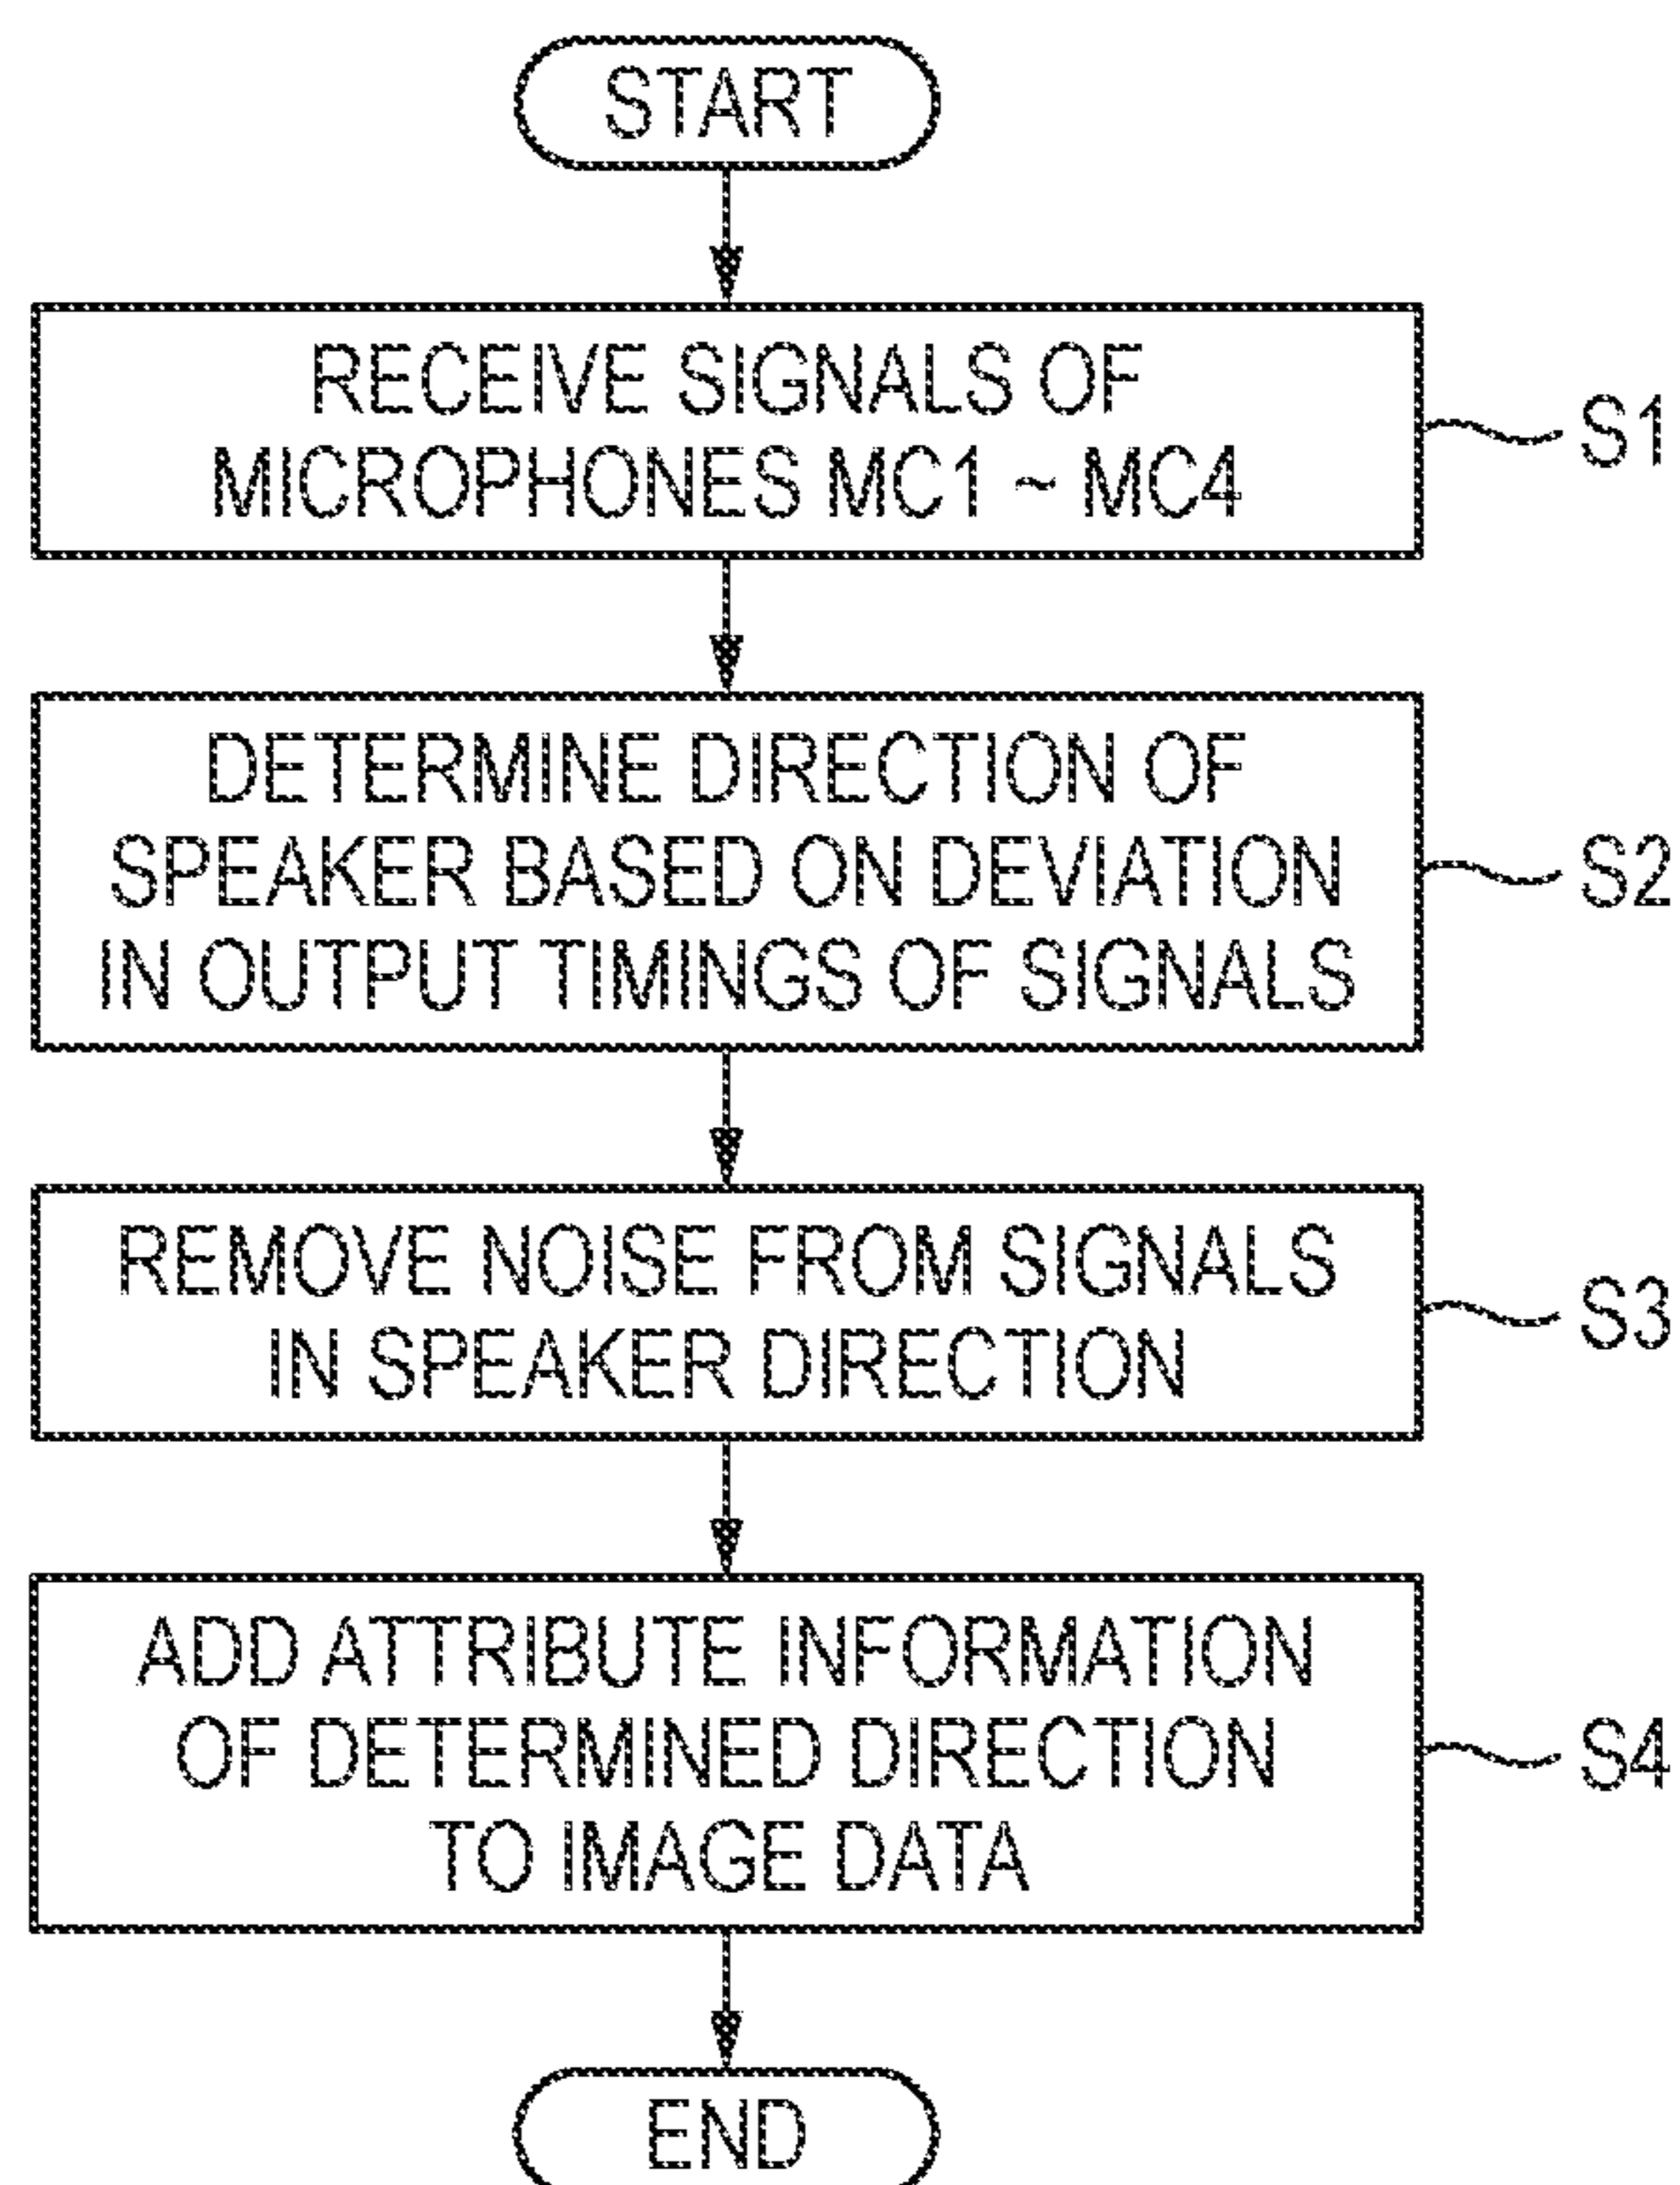 START
RECEIVE SIGNALS OF
MICROPHONES MC1 ~ MC4
S1
DETERMINE DIRECTION OF
SPEAKER BASED ON DEVIATION
IN OUTPUT TIMINGS OF SIGNALS
S2
REMOVE NOISE FROM SIGNALS
IN SPEAKER DIRECTION
S3
ADD ATTRIBUTE INFORMATION
OF DETERMINED DIRECTION
TO IMAGE DATA
S4
END